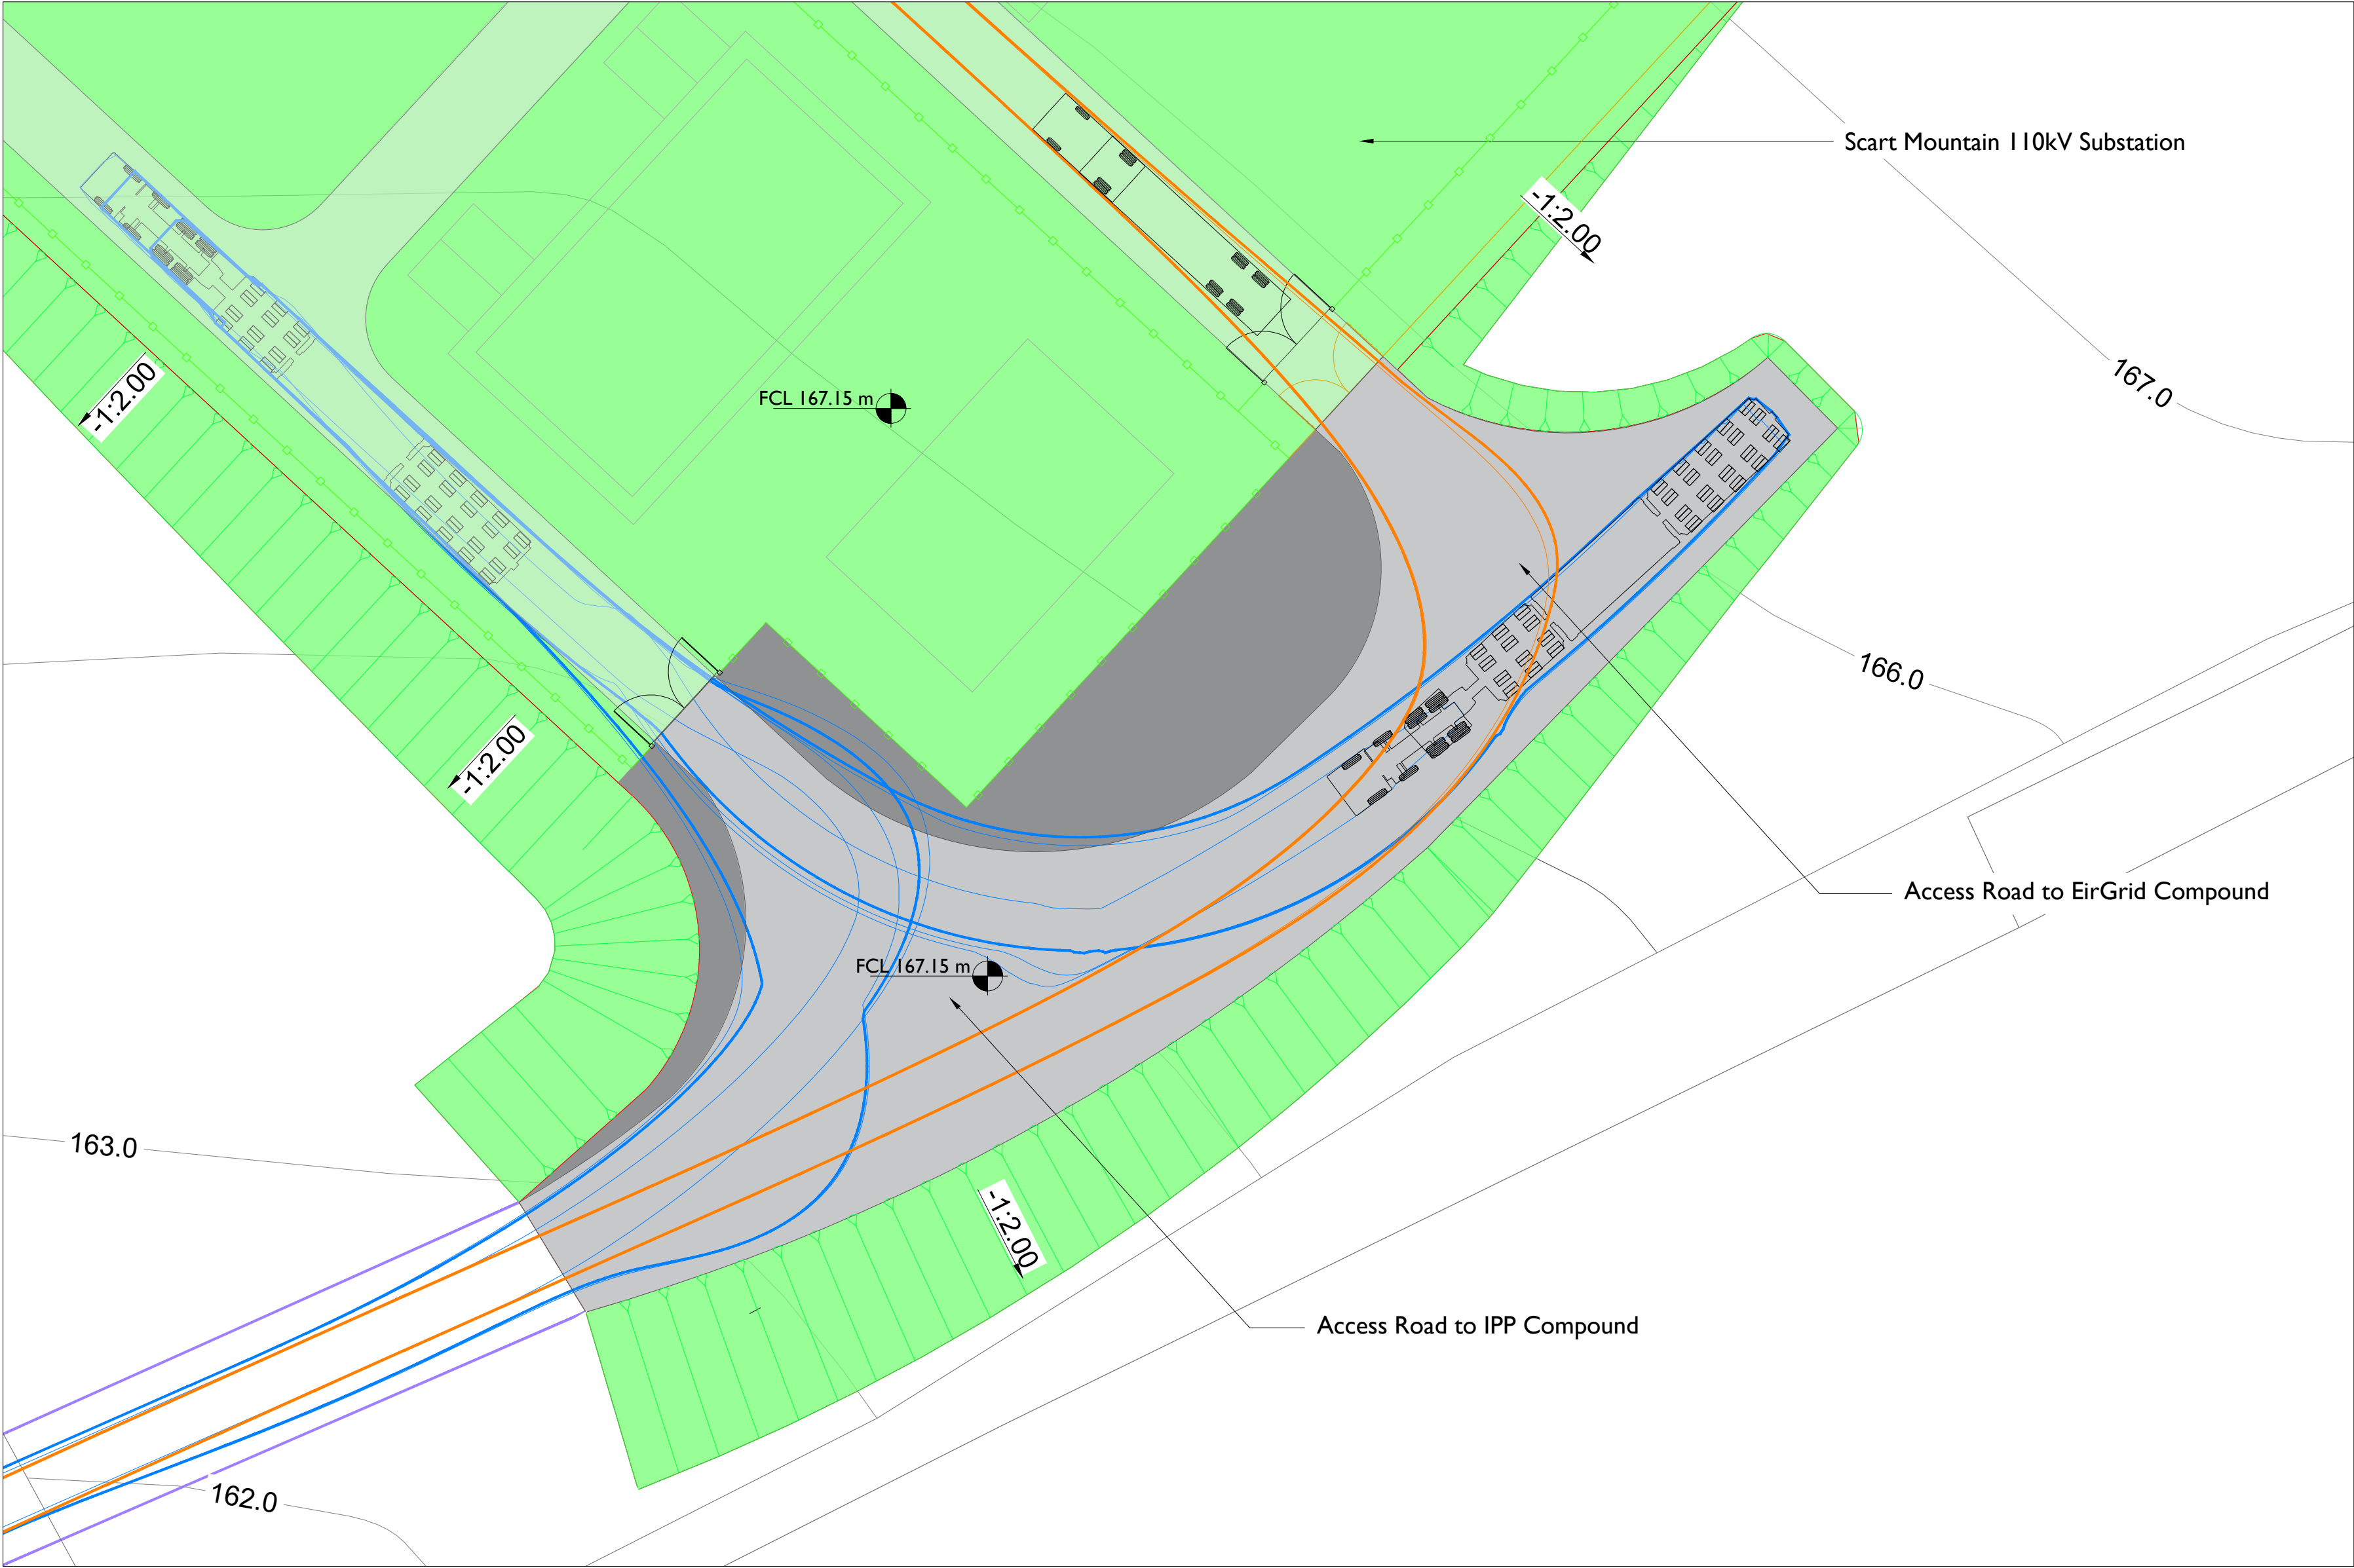 Scart Mountain 110kV Substation
-1:2.00
167.0
-1:2.00
FCL 167.15 m
166.0
-1:2.00
Access Road to EirGrid Compound
FCL 167.15 m
163.0
-1:2.00
Access Road to IPP Compound
162.0